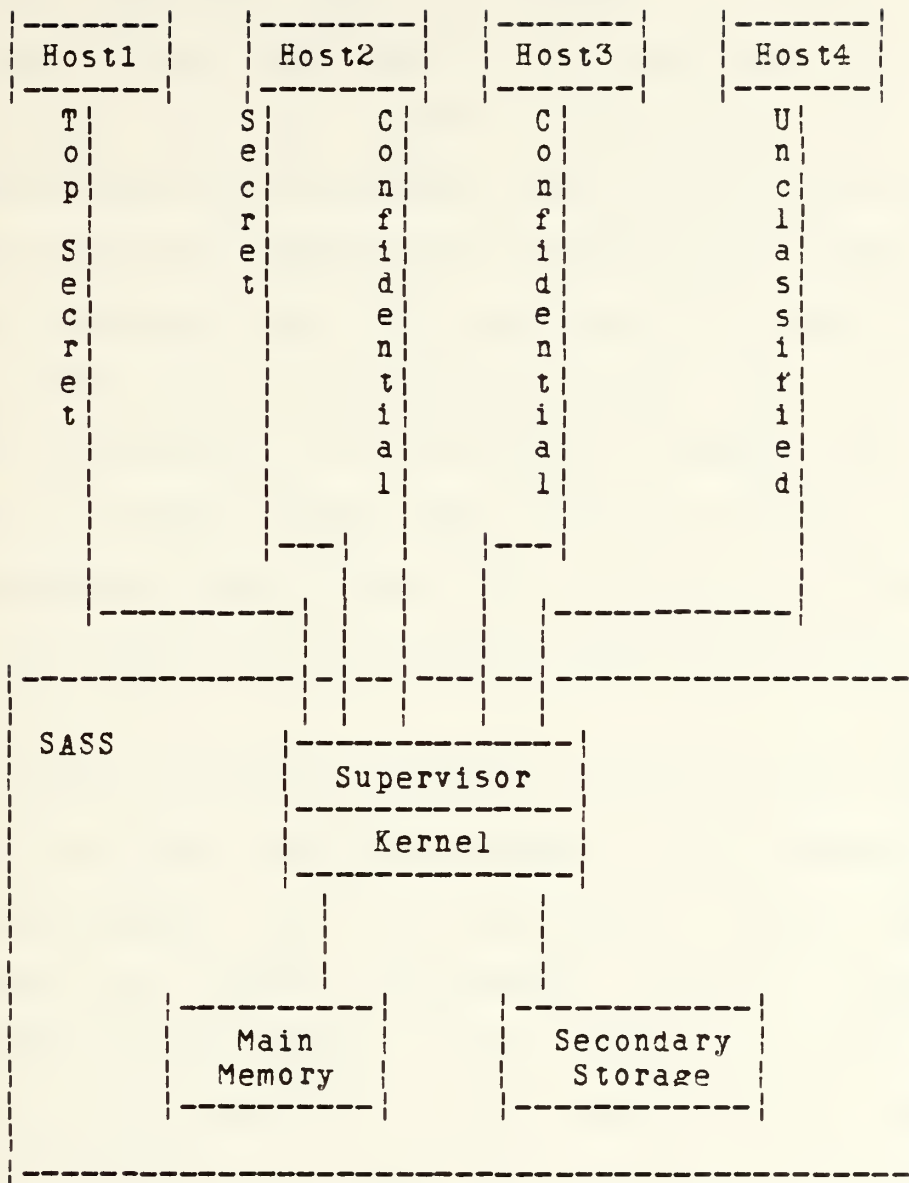 Host1
Host2
Host3
Host4
Top Secret
Secret
Confidential
Confidential
Unclassified
SASS
Supervisor
Kernel
Main
Memory
Secondary
Storage